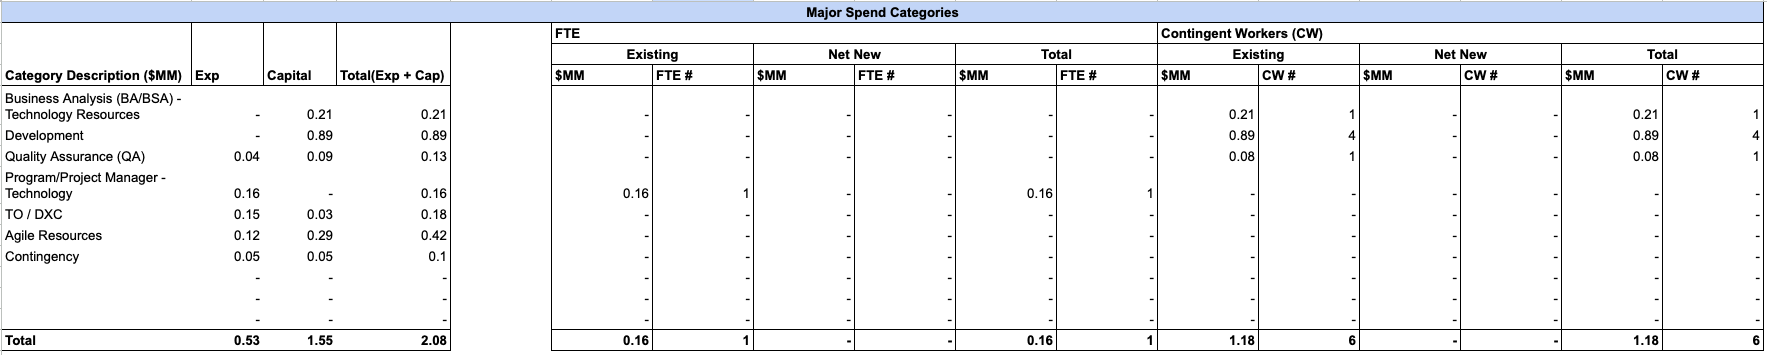 Major Spend Categories
FTE Contingent Workers (CW)
Existing Net New Total Existing Net New Total
Category Description ($MM) Exp Capital Total(Exp + Cap) $MM FTE # $MM FTE # $MM FTE # $MM CW # $MM CW # $MM CW #
Business Analysis (BA/BSA) -
Technology Resources - 0.21 0.21 - - - - - - 0.21 1 - - 0.21 1
Development - 0.89 0.89 - - - - - - 0.89 4 - - 0.89 4
Quality Assurance (QA) 0.04 0.09 0.13 - - - - - - 0.08 1 - - 0.08 1
Program/Project Manager -
Technology 0.16 - 0.16 0.16 1 - - 0.16 1 - - - - - -
TO / DXC 0.15 0.03 0.18 - - - - - - - - - - - -
Agile Resources 0.12 0.29 0.42 - - - - - - - - - - - -
Contingency 0.05 0.05 0.1 - - - - - - - - - - - -
- - - - - - - - - - - - - - -
- - - - - - - - - - - - - - -
- - - - - - - - - - - - - - -
Total 0.53 1.55 2.08 0.16 1 - - 0.16 1 1.18 6 - - 1.18 6